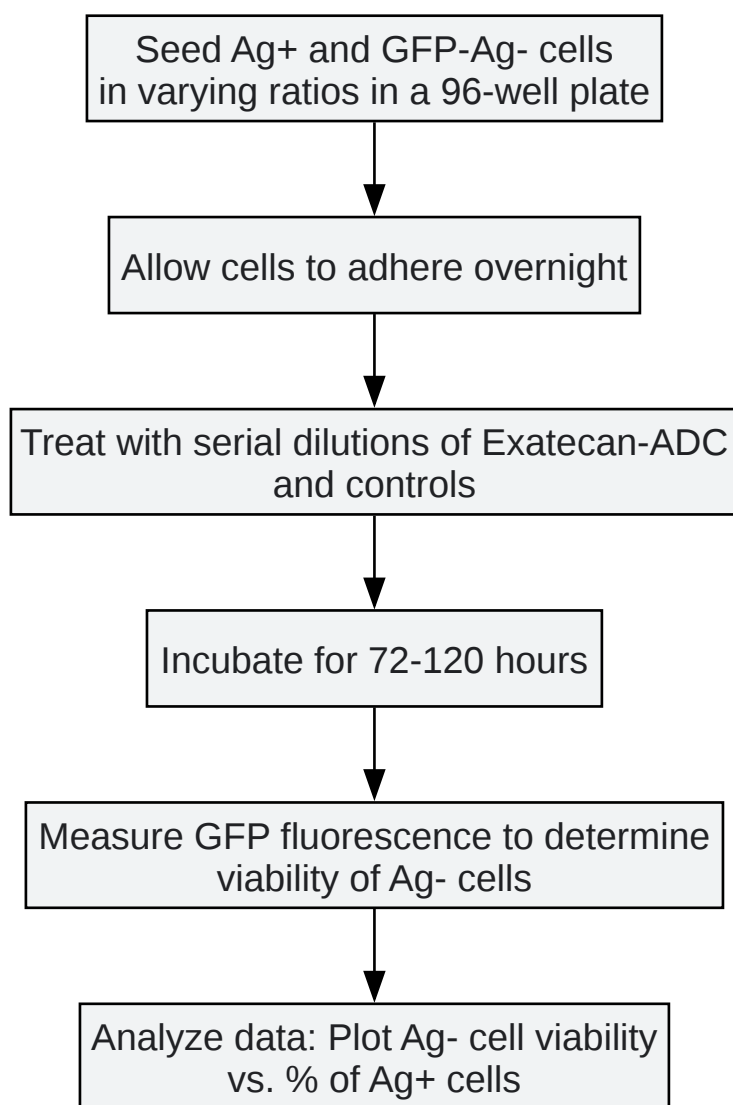 Seed Ag+ and GFP-Ag- cells
in varying ratios in a 96-well plate
Allow cells to adhere overnight
Treat with serial dilutions of Exatecan-ADC
and controls
Incubate for 72-120 hours
Measure GFP fluorescence to determine
viability of Ag- cells
Analyze data: Plot Ag- cell viability
vs. % of Ag+ cells